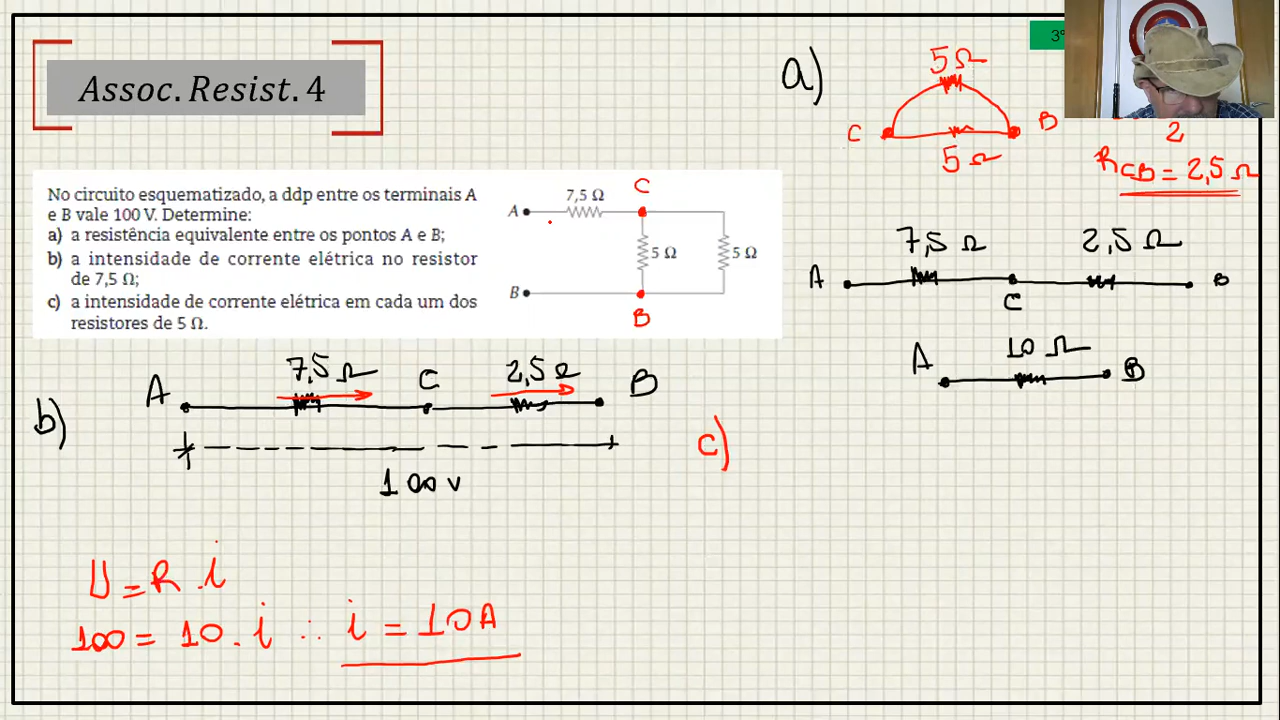 Assoc. Resist. 4
3º
No circuito esquematizado, a ddp entre os terminais A
e B vale 100 V. Determine:
a) a resistência equivalente entre os pontos A e B;
b) a intensidade de corrente elétrica no resistor
de 7,5 Ω;
c) a intensidade de corrente elétrica em cada um dos
resistores de 5 Ω.
7,5 Ω
C
A
5 Ω
5 Ω
B
B
a)
5 Ω
C
B
5 Ω
2
RCB = 2,5 Ω
7,5 Ω
2,5 Ω
A
C
B
10 Ω
A
B
b)
7,5 Ω
2,5 Ω
A
C
B
100 V
U = R . i
100 = 10 . i ∴ i = 10A
c)